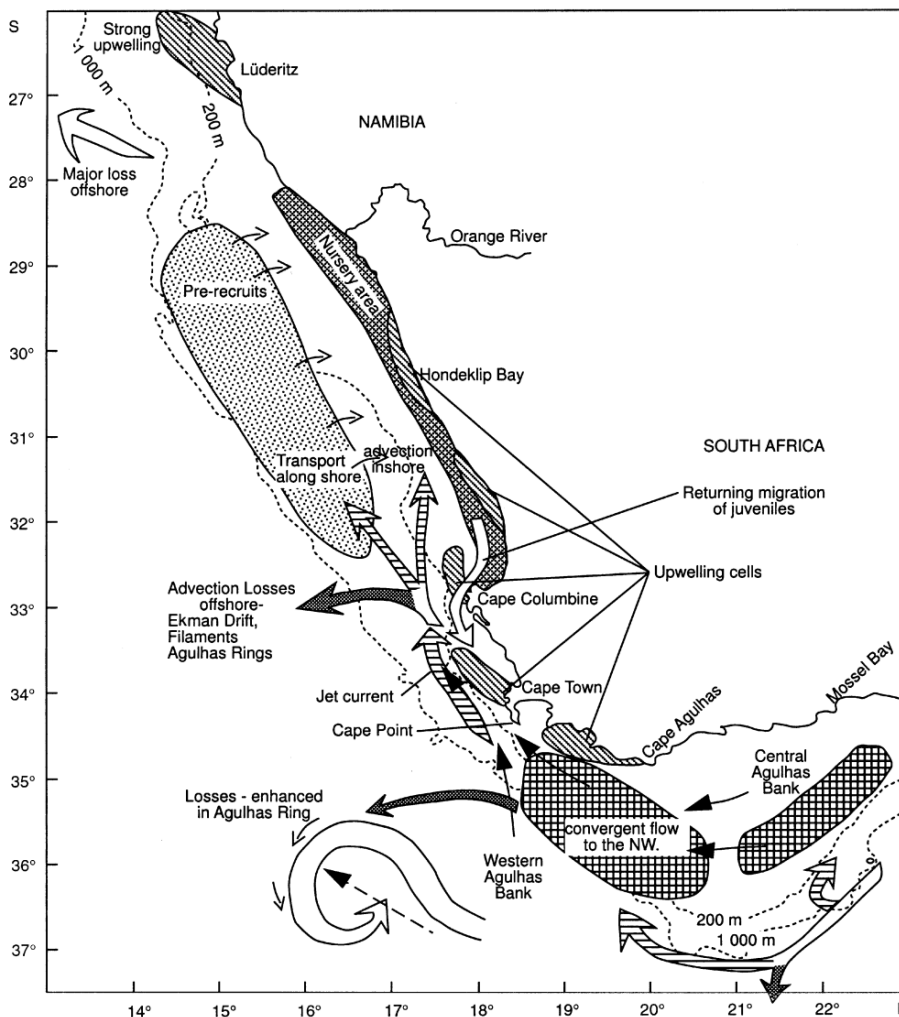 S
Strong
upwelling
1 000 m
Lüderitz
27°
200 m
NAMIBIA
Major loss
offshore
28°
Orange River
Nursery area
29°
Pre-recruits
30°
Hondeklip Bay
31°
SOUTH AFRICA
advection
inshore
Transport
along shore
Returning migration
of juveniles
32°
Upwelling cells
Advection Losses
offshore-
Ekman Drift,
Filaments
Agulhas Rings
33°
Cape Columbine
Mossel Bay
34°
Jet current
Cape Town
Cape Point
Cape Agulhas
35°
Central
Agulhas
Bank
Losses - enhanced
in Agulhas Ring
convergent flow
to the NW.
36°
Western
Agulhas
Bank
200 m
1 000 m
37°
14°
15°
16°
17°
18°
19°
20°
21°
22°